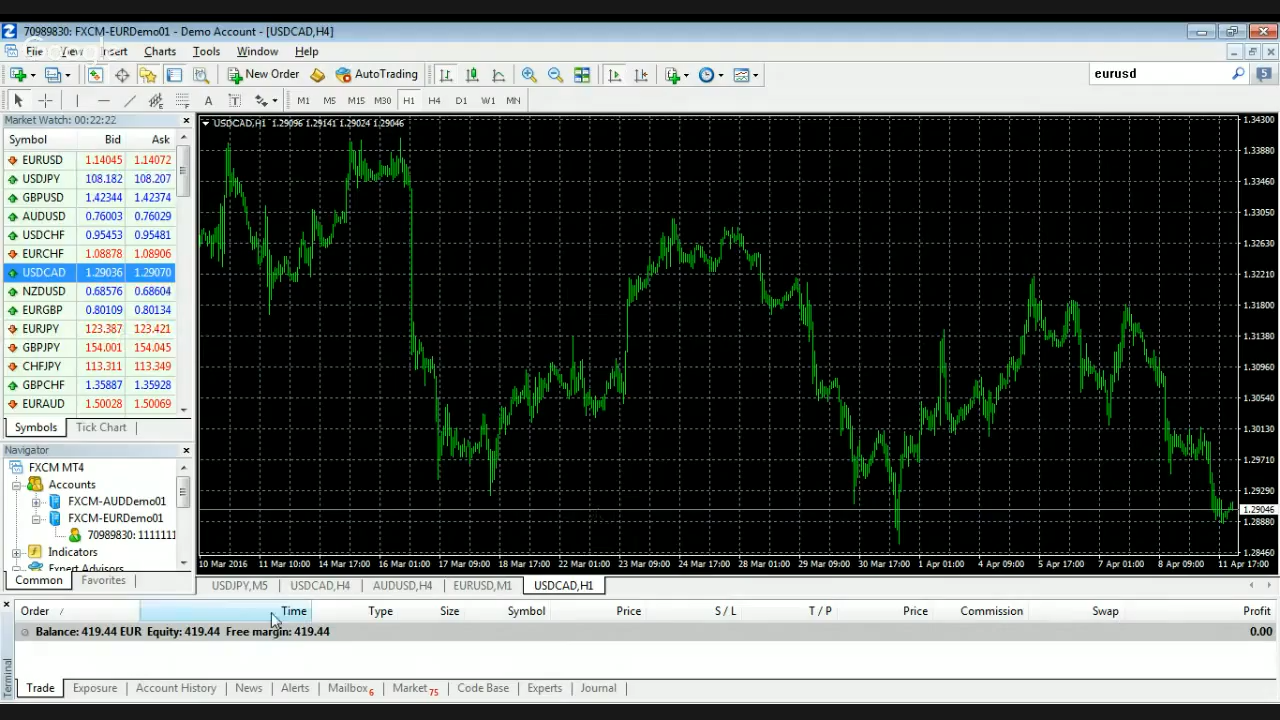 70989830: FXCM-EURDemo01 - Demo Account - [USDCAD,H4]
File View Insert Charts Tools Window Help
New Order AutoTrading eurusd 5
A T M1 M5 M15 M30 H1 H4 D1 W1 MN
Market Watch: 00:22:22
Symbol Bid Ask
EURUSD 1.14045 1.14072
USDJPY 108.182 108.207
GBPUSD 1.42344 1.42374
AUDUSD 0.76003 0.76029
USDCHF 0.95453 0.95481
EURCHF 1.08878 1.08906
USDCAD 1.29036 1.29070
NZDUSD 0.68576 0.68604
EURGBP 0.80109 0.80134
EURJPY 123.387 123.421
GBPJPY 154.001 154.045
CHFJPY 113.311 113.349
GBPCHF 1.35887 1.35928
EURAUD 1.50028 1.50069
Symbols Tick Chart
Navigator
FXCM MT4
Accounts
FXCM-AUDDemo01
FXCM-EURDemo01
70989830: 1111111
Indicators
Expert Advisors
Common Favorites
USDCAD,H1 1.29096 1.29141 1.29024 1.29046
1.34300
1.33880
1.33460
1.33050
1.32630
1.32210
1.31800
1.31380
1.30960
1.30540
1.30130
1.29710
1.29290
1.29046
1.28880
1.28460
10 Mar 2016 11 Mar 10:00 14 Mar 17:00 16 Mar 01:00 17 Mar 09:00 18 Mar 17:00 22 Mar 01:00 23 Mar 09:00 24 Mar 17:00 28 Mar 01:00 29 Mar 09:00 30 Mar 17:00 1 Apr 01:00 4 Apr 09:00 5 Apr 17:00 7 Apr 01:00 8 Apr 09:00 11 Apr 17:00
USDJPY,M5 USDCAD,H4 AUDUSD,H4 EURUSD,M1 USDCAD,H1
Order Time Type Size Symbol Price S / L T / P Price Commission Swap Profit
Balance: 419.44 EUR Equity: 419.44 Free margin: 419.44 0.00
Terminal
Trade Exposure Account History News Alerts Mailbox 6 Market 75 Code Base Experts Journal